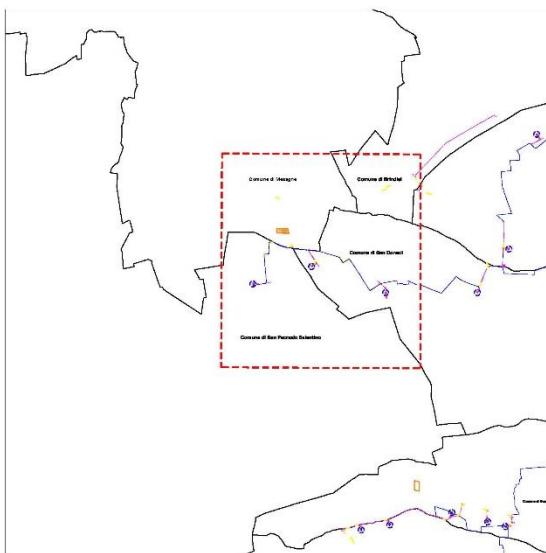 Comune di Mesagne
Comune di Brindisi
Comune di San Donaci
Comune di San Pancrazio Salentino